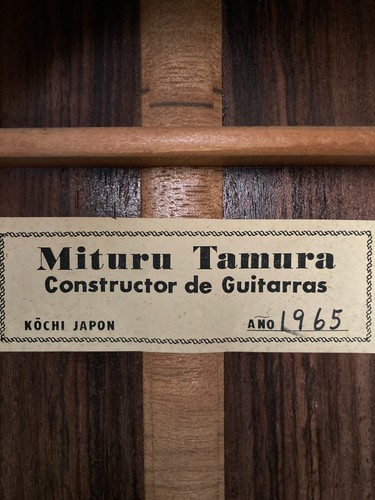 Mituru Tamura
Constructor de Guitarras
KŌCHI JAPON
AÑO 1965